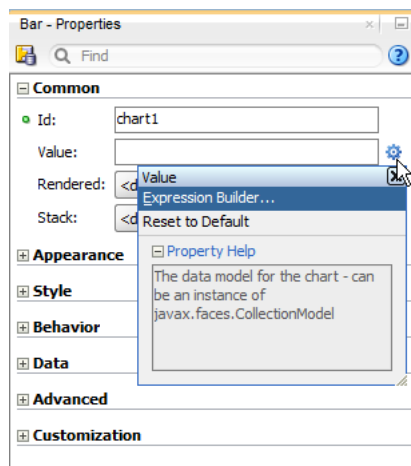 Bar - Properties
Find
Common
Id: chart1
Value:
Rendered: <d
Stack: <d
Value
Expression Builder...
Reset to Default
Property Help
The data model for the chart - can
be an instance of
javax.faces.CollectionModel
Appearance
Style
Behavior
Data
Advanced
Customization